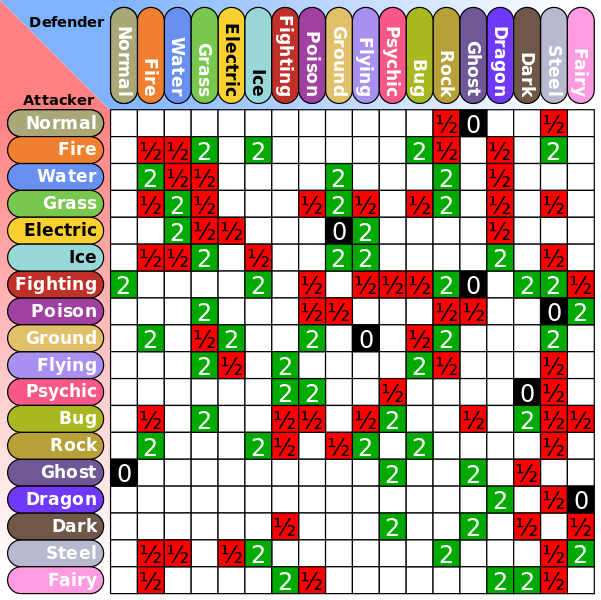 Defender
Normal Fire Water Grass Electric Ice Fighting Poison Ground Flying Psychic Bug Rock Ghost Dragon Dark Steel Fairy
Attacker
Normal ½ 0 ½
Fire ½ ½ 2 2 2 ½ ½ 2
Water 2 ½ ½ 2 2 ½
Grass ½ 2 ½ ½ 2 ½ ½ 2 ½ ½
Electric 2 ½ ½ 0 2 ½
Ice ½ ½ 2 ½ 2 2 2 ½
Fighting 2 2 ½ ½ ½ ½ 2 0 2 2 ½
Poison 2 ½ ½ ½ ½ 0 2
Ground 2 ½ 2 2 0 ½ 2 2
Flying 2 ½ 2 2 ½ ½
Psychic 2 2 ½ 0 ½
Bug ½ 2 ½ ½ ½ 2 ½ 2 ½ ½
Rock 2 2 ½ ½ 2 2 ½
Ghost 0 2 2 ½
Dragon 2 ½ 0
Dark ½ 2 2 ½ ½
Steel ½ ½ ½ 2 2 ½ 2
Fairy ½ 2 ½ 2 2 ½